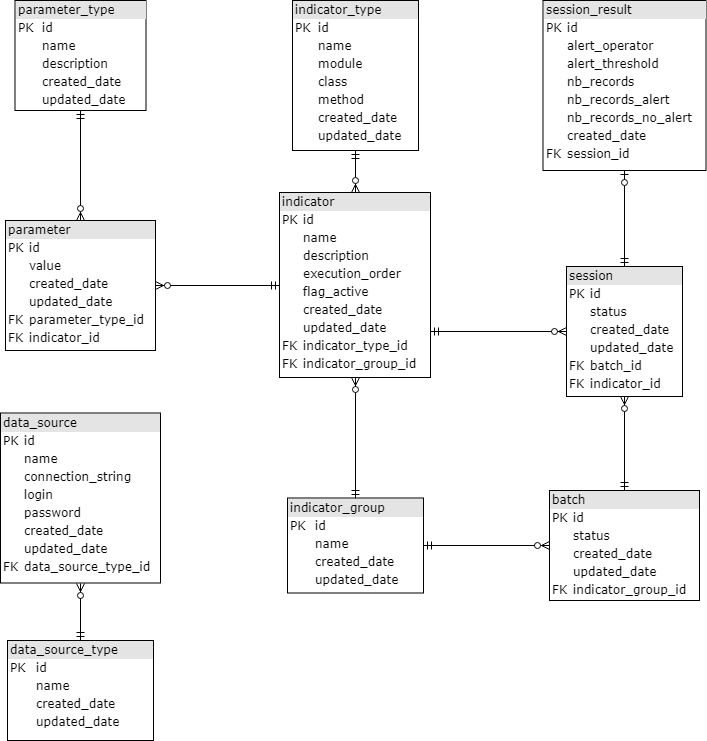 parameter_type
PK id
name
description
created_date
updated_date
indicator_type
PK id
name
module
class
method
created_date
updated_date
session_result
PK id
alert_operator
alert_threshold
nb_records
nb_records_alert
nb_records_no_alert
created_date
FK session_id
parameter
PK id
value
created_date
updated_date
FK parameter_type_id
FK indicator_id
indicator
PK id
name
description
execution_order
flag_active
created_date
updated_date
FK indicator_type_id
FK indicator_group_id
session
PK id
status
created_date
updated_date
FK batch_id
FK indicator_id
data_source
PK id
name
connection_string
login
password
created_date
updated_date
FK data_source_type_id
indicator_group
PK id
name
created_date
updated_date
batch
PK id
status
created_date
updated_date
FK indicator_group_id
data_source_type
PK id
name
created_date
updated_date